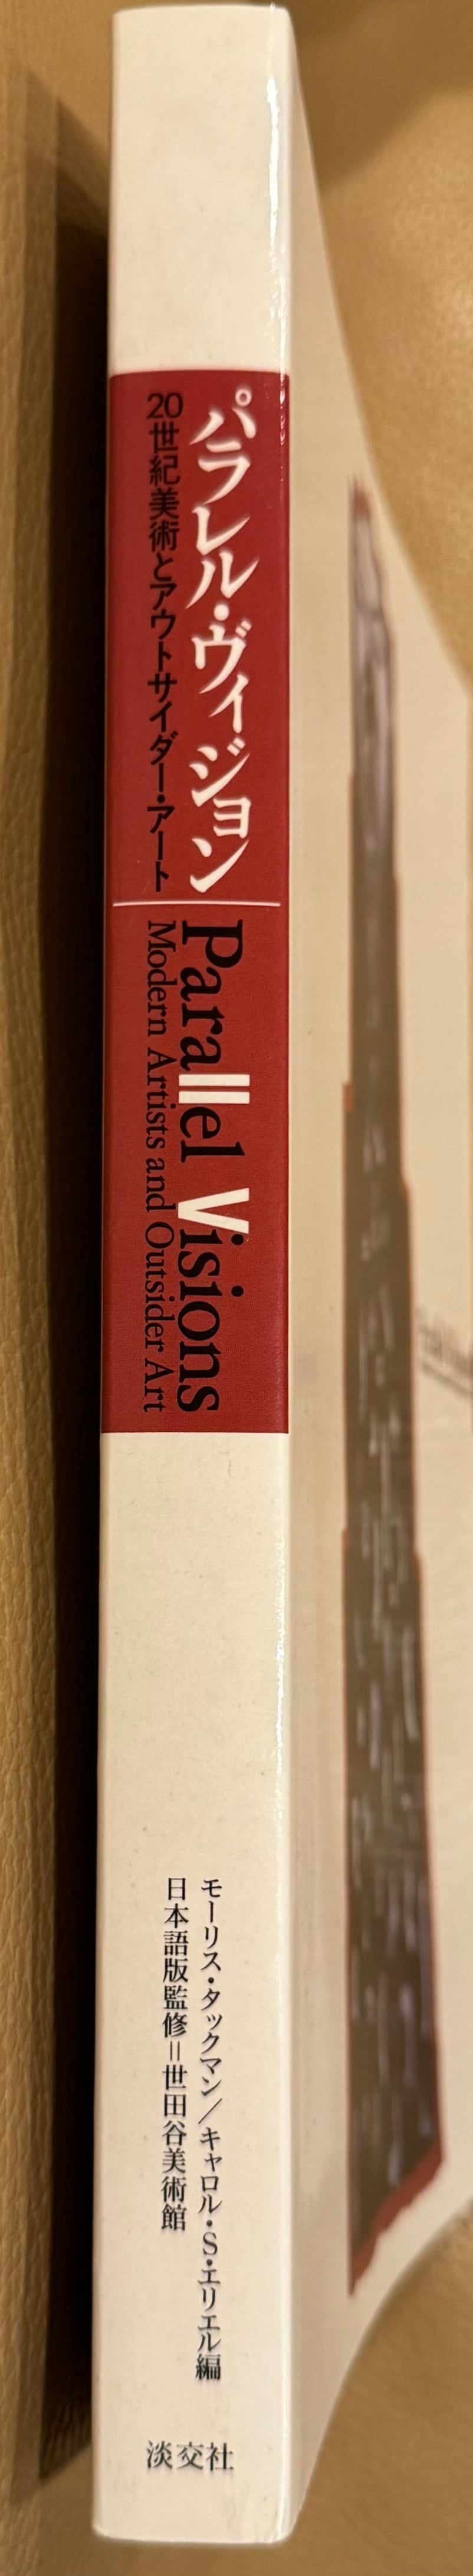 パラレル・ヴィジョン
20世紀美術とアウトサイダー・アート
Parallel Visions
Modern Artists and Outsider Art
モーリス・タックマン／キャロル・S・エリエル編
日本語版監修＝世田谷美術館
淡交社